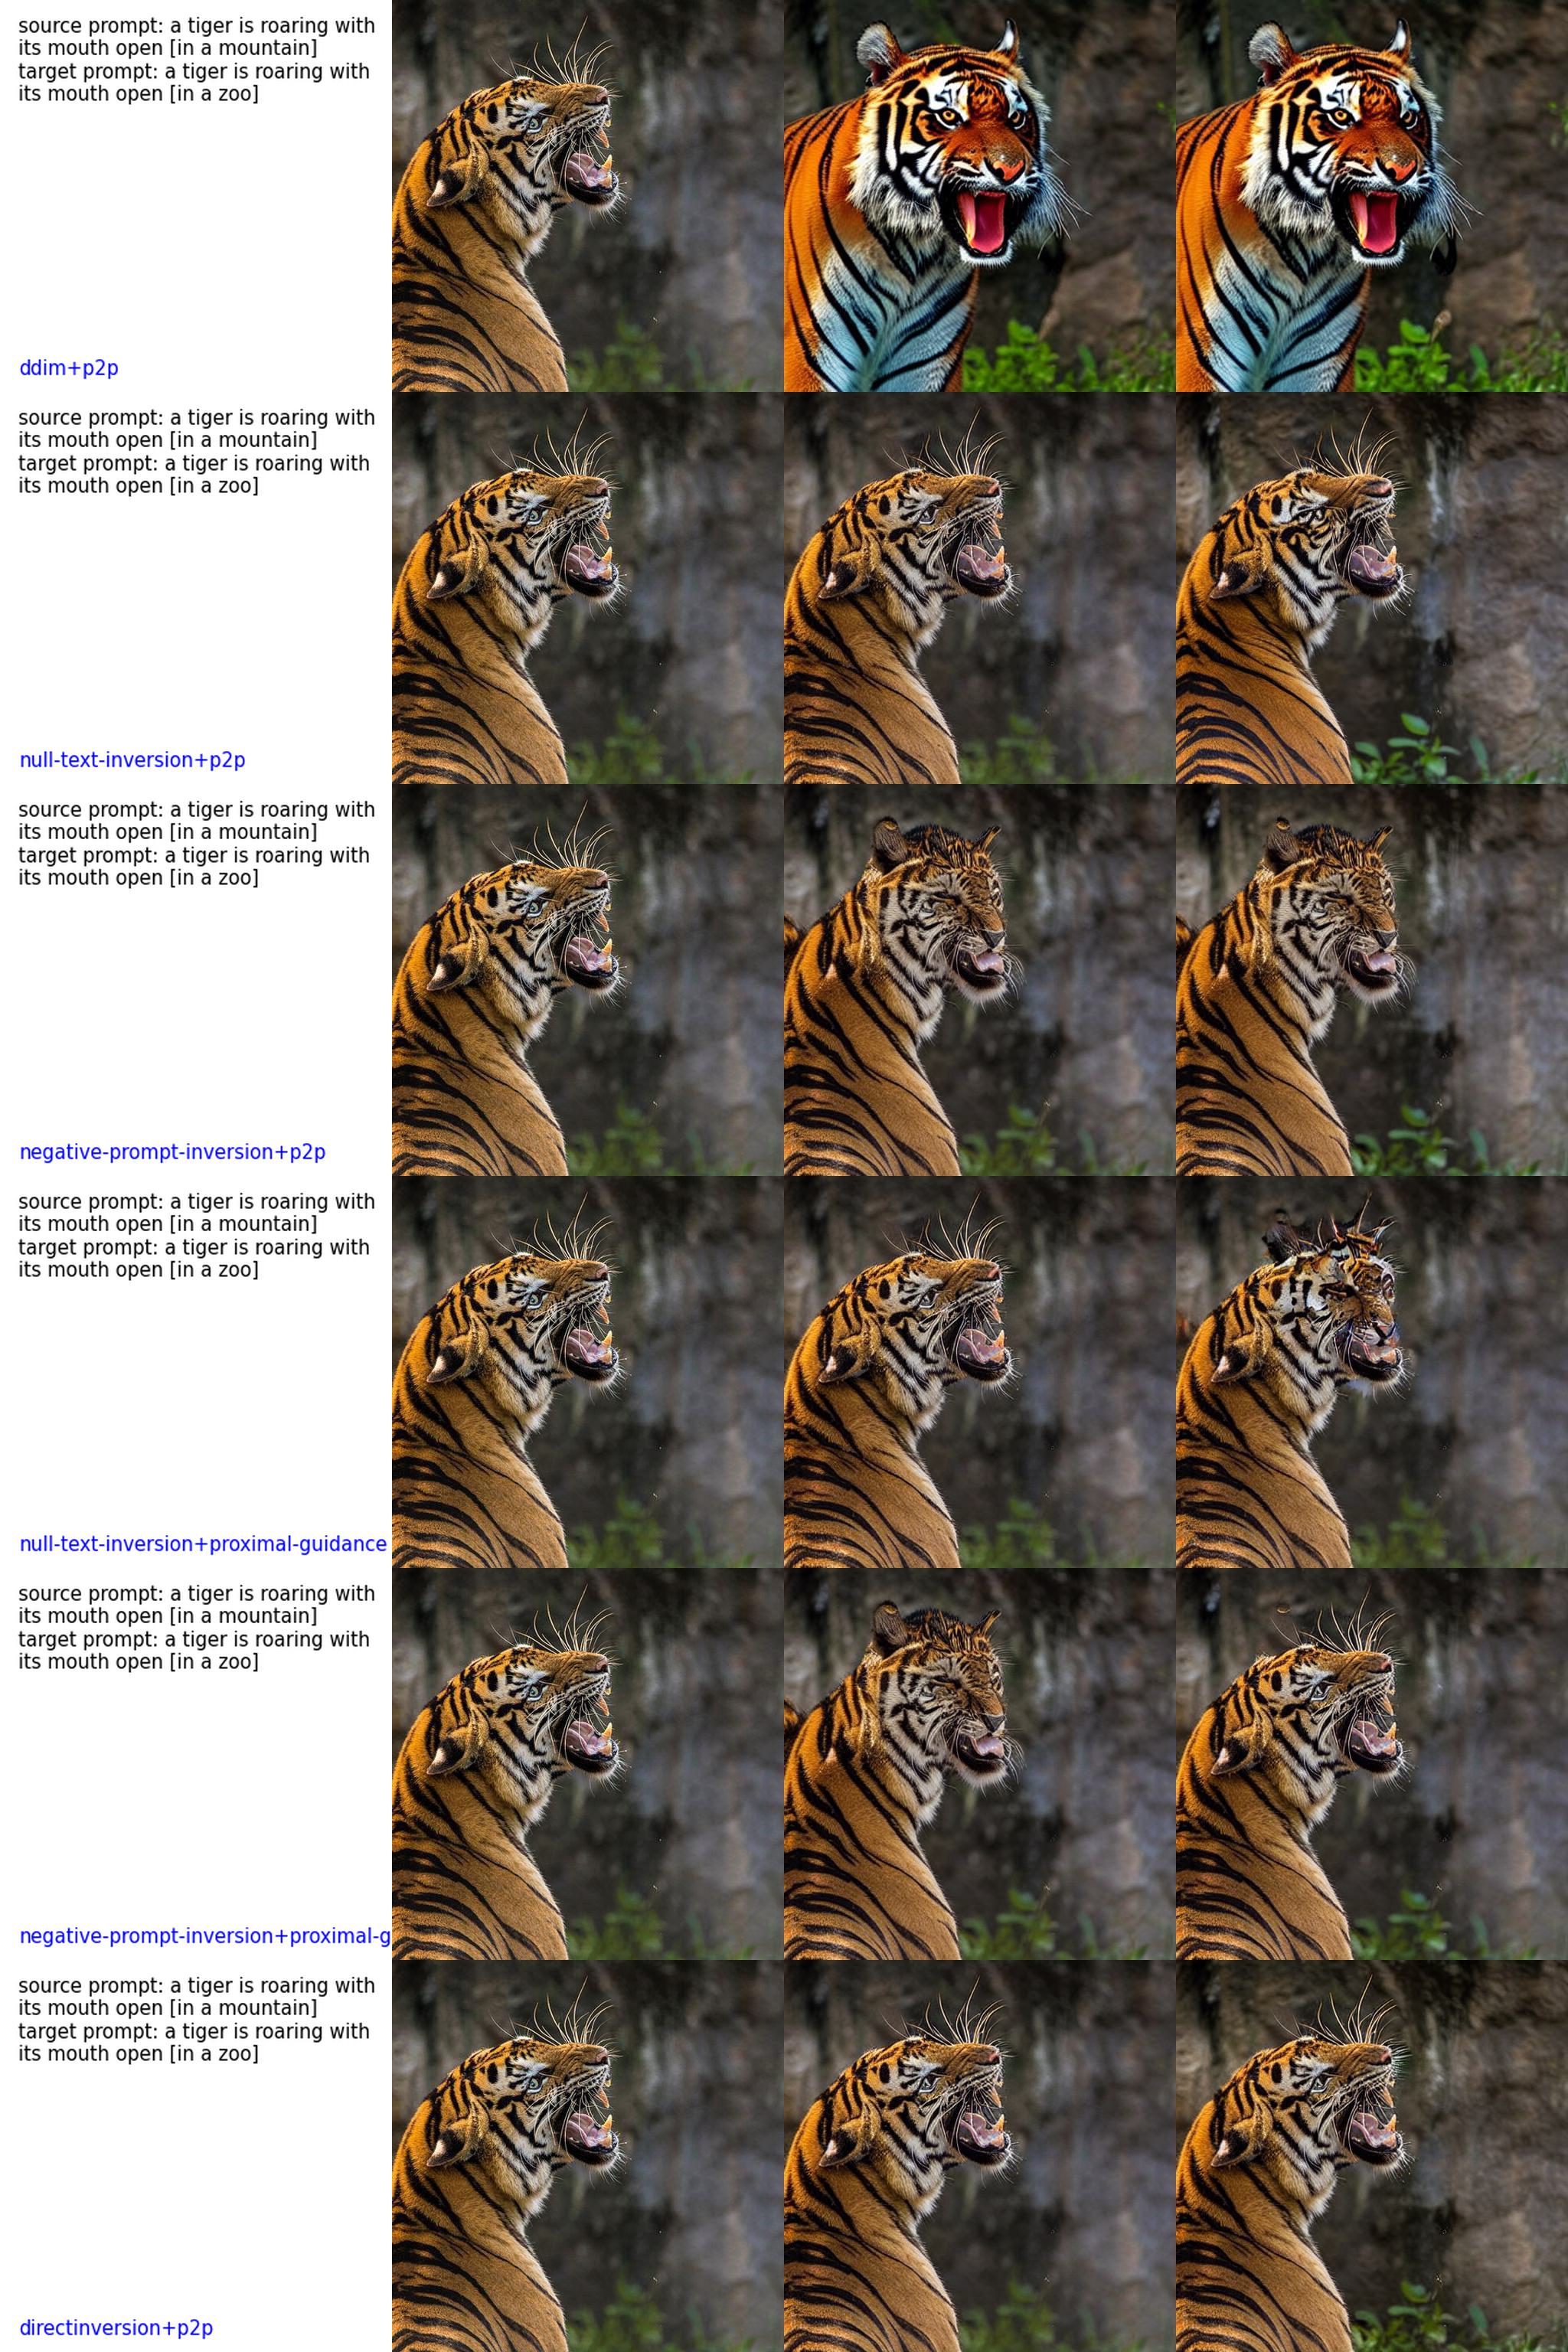 source prompt: a tiger is roaring with
its mouth open [in a mountain]
target prompt: a tiger is roaring with
its mouth open [in a zoo]
ddim+p2p
source prompt: a tiger is roaring with
its mouth open [in a mountain]
target prompt: a tiger is roaring with
its mouth open [in a zoo]
null-text-inversion+p2p
source prompt: a tiger is roaring with
its mouth open [in a mountain]
target prompt: a tiger is roaring with
its mouth open [in a zoo]
negative-prompt-inversion+p2p
source prompt: a tiger is roaring with
its mouth open [in a mountain]
target prompt: a tiger is roaring with
its mouth open [in a zoo]
null-text-inversion+proximal-guidance
source prompt: a tiger is roaring with
its mouth open [in a mountain]
target prompt: a tiger is roaring with
its mouth open [in a zoo]
negative-prompt-inversion+proximal-g
source prompt: a tiger is roaring with
its mouth open [in a mountain]
target prompt: a tiger is roaring with
its mouth open [in a zoo]
directinversion+p2p